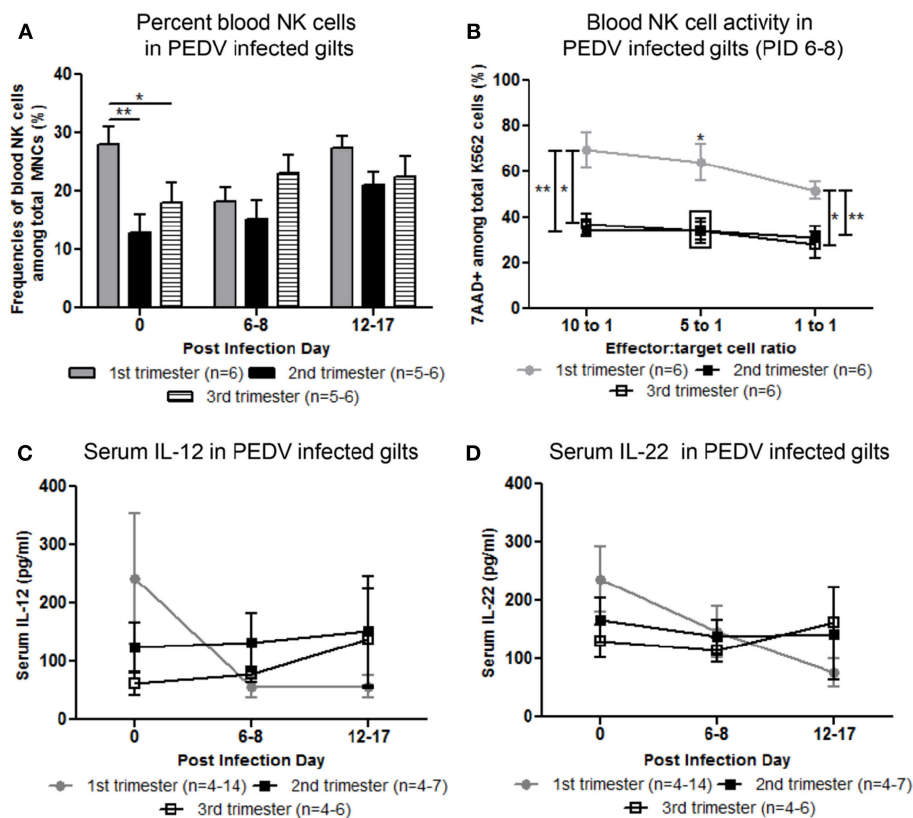 A
Percent blood NK cells
in PEDV infected gilts
Frequencies of blood NK cells
among total MNCs (%)
40
30
20
10
0
*
**
0
6-8
12-17
Post Infection Day
1st trimester (n=6)
2nd trimester (n=5-6)
3rd trimester (n=5-6)
B
Blood NK cell activity in
PEDV infected gilts (PID 6-8)
7AAD+ among total K562 cells (%)
100
80
60
40
20
0
**
*
*
*
**
10 to 1
5 to 1
1 to 1
Effector:target cell ratio
1st trimester (n=6)
2nd trimester (n=6)
3rd trimester (n=6)
C
Serum IL-12 in PEDV infected gilts
Serum IL-12 (pg/ml)
400
300
200
100
0
0
6-8
12-17
Post Infection Day
1st trimester (n=4-14)
2nd trimester (n=4-7)
3rd trimester (n=4-6)
D
Serum IL-22 in PEDV infected gilts
Serum IL-22 (pg/ml)
400
300
200
100
0
0
6-8
12-17
Post Infection Day
1st trimester (n=4-14)
2nd trimester (n=4-7)
3rd trimester (n=4-6)